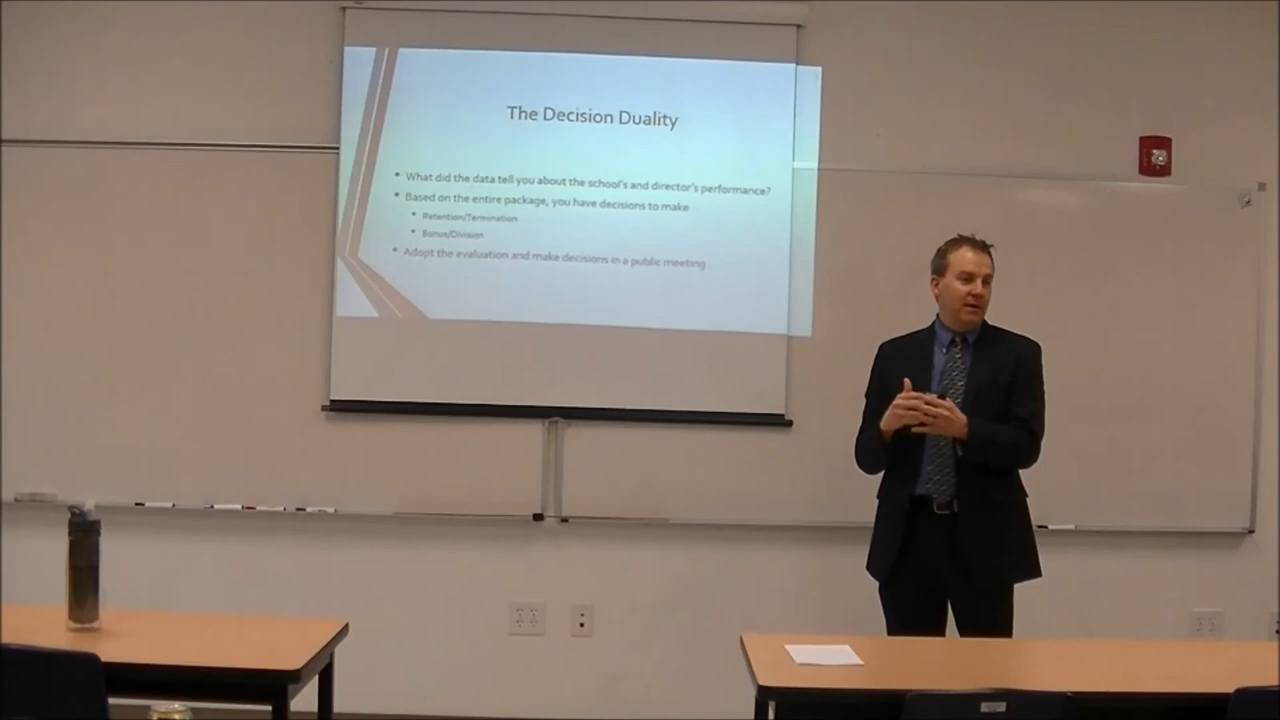 The Decision Duality
What did the data tell you about the school's and director's performance?
Based on the entire package, you have decisions to make
Retention/Termination
Bonus/Division
Adopt the evaluation and make decisions in a public meeting